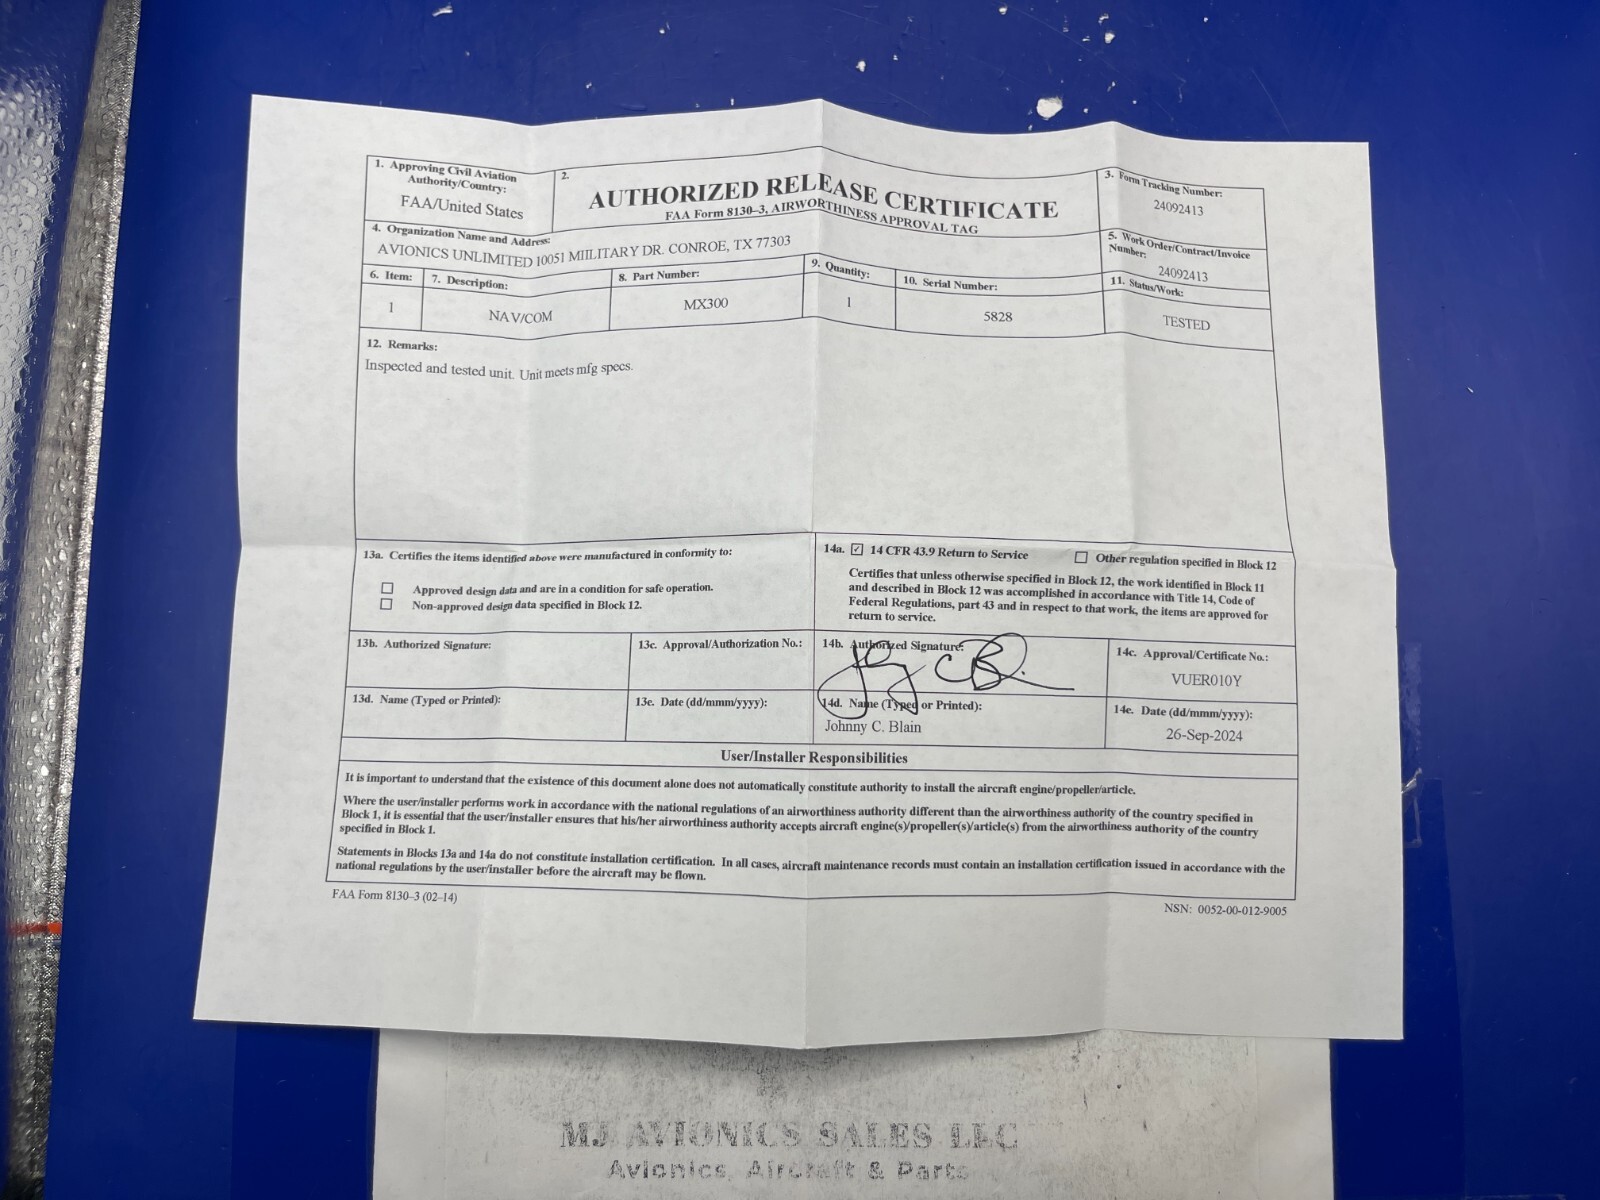 1. Approving Civil Aviation
Authority/Country:
FAA/United States
2.
AUTHORIZED RELEASE CERTIFICATE
FAA Form 8130–3, AIRWORTHINESS APPROVAL TAG
3. Form Tracking Number:
24092413
4. Organization Name and Address:
AVIONICS UNLIMITED 10051 MIILITARY DR. CONROE, TX 77303
5. Work Order/Contract/Invoice
Number:
24092413
6. Item:
1
7. Description:
NAV/COM
8. Part Number:
MX300
9. Quantity:
1
10. Serial Number:
5828
11. Status/Work:
TESTED
12. Remarks:
Inspected and tested unit. Unit meets mfg specs.
13a. Certifies the items identified above were manufactured in conformity to:
Approved design data and are in a condition for safe operation.
Non-approved design data specified in Block 12.
14a. ☑ 14 CFR 43.9 Return to Service ☐ Other regulation specified in Block 12
Certifies that unless otherwise specified in Block 12, the work identified in Block 11
and described in Block 12 was accomplished in accordance with Title 14, Code of
Federal Regulations, part 43 and in respect to that work, the items are approved for
return to service.
13b. Authorized Signature:
13c. Approval/Authorization No.:
14b. Authorized Signature:
14c. Approval/Certificate No.:
VUER010Y
13d. Name (Typed or Printed):
13e. Date (dd/mmm/yyyy):
14d. Name (Typed or Printed):
Johnny C. Blain
14e. Date (dd/mmm/yyyy):
26-Sep-2024
User/Installer Responsibilities
It is important to understand that the existence of this document alone does not automatically constitute authority to install the aircraft engine/propeller/article.
Where the user/installer performs work in accordance with the national regulations of an airworthiness authority different than the airworthiness authority of the country specified in
Block 1, it is essential that the user/installer ensures that his/her airworthiness authority accepts aircraft engine(s)/propeller(s)/article(s) from the airworthiness authority of the country
specified in Block 1.
Statements in Blocks 13a and 14a do not constitute installation certification. In all cases, aircraft maintenance records must contain an installation certification issued in accordance with the
national regulations by the user/installer before the aircraft may be flown.
FAA Form 8130–3 (02–14)
NSN: 0052-00-012-9005
MJ AVIONICS SALES LLC
Avionics, Aircraft & Parts